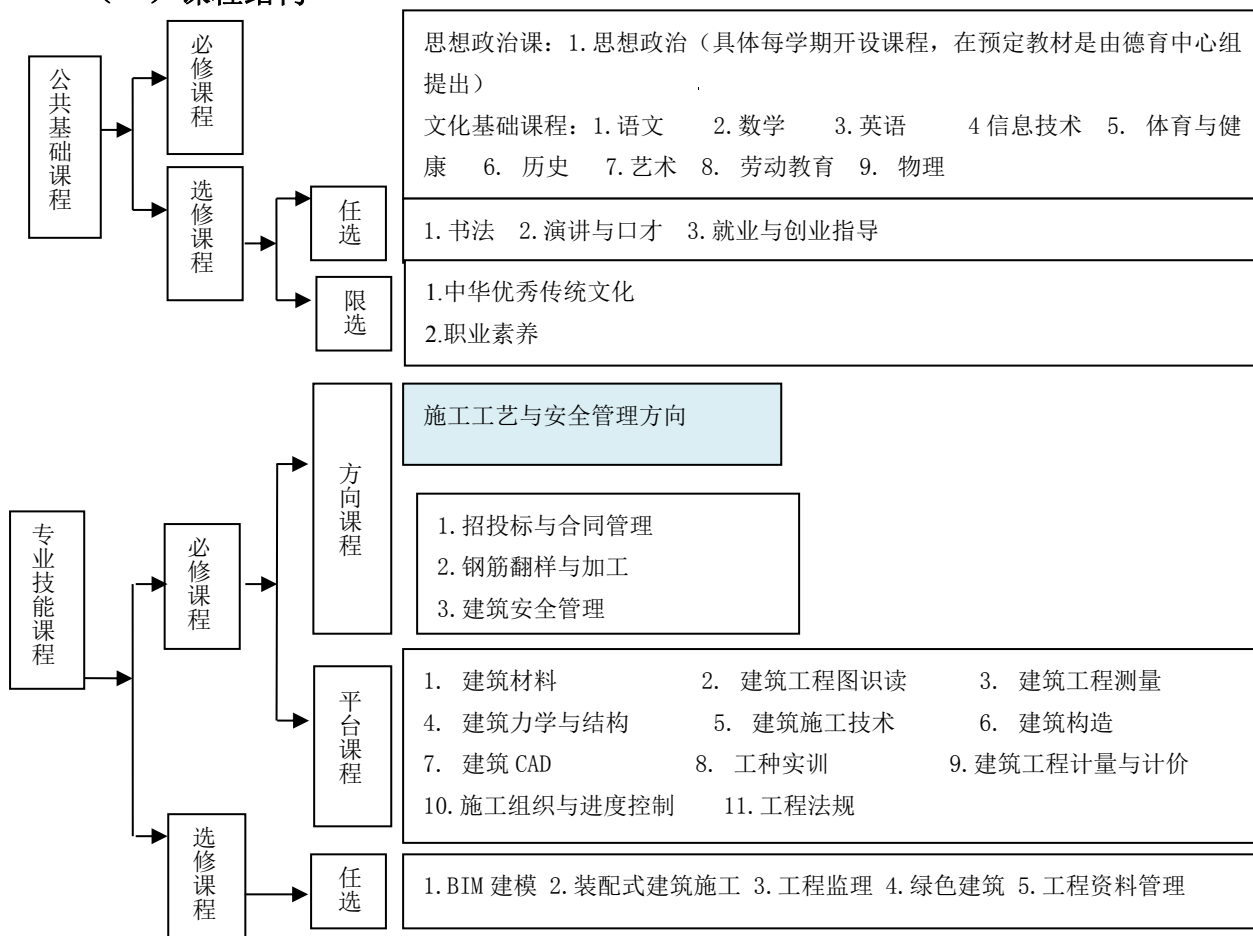 课程结构
公共基础课程
必修课程
思想政治课：1.思想政治（具体每学期开设课程，在预定教材是由德育中心组
提出）
文化基础课程：1.语文 2.数学 3.英语 4 信息技术 5. 体育与健
康 6. 历史 7.艺术 8. 劳动教育 9. 物理
选修课程
任选
1.书法 2.演讲与口才 3.就业与创业指导
限选
1.中华优秀传统文化
2.职业素养
专业技能课程
必修课程
方向课程
施工工艺与安全管理方向
1.招投标与合同管理
2.钢筋翻样与加工
3.建筑安全管理
平台课程
1. 建筑材料 2. 建筑工程图识读 3. 建筑工程测量
4. 建筑力学与结构 5. 建筑施工技术 6. 建筑构造
7. 建筑 CAD 8. 工种实训 9.建筑工程计量与计价
10.施工组织与进度控制 11.工程法规
选修课程
任选
1.BIM 建模 2.装配式建筑施工 3.工程监理 4.绿色建筑 5.工程资料管理